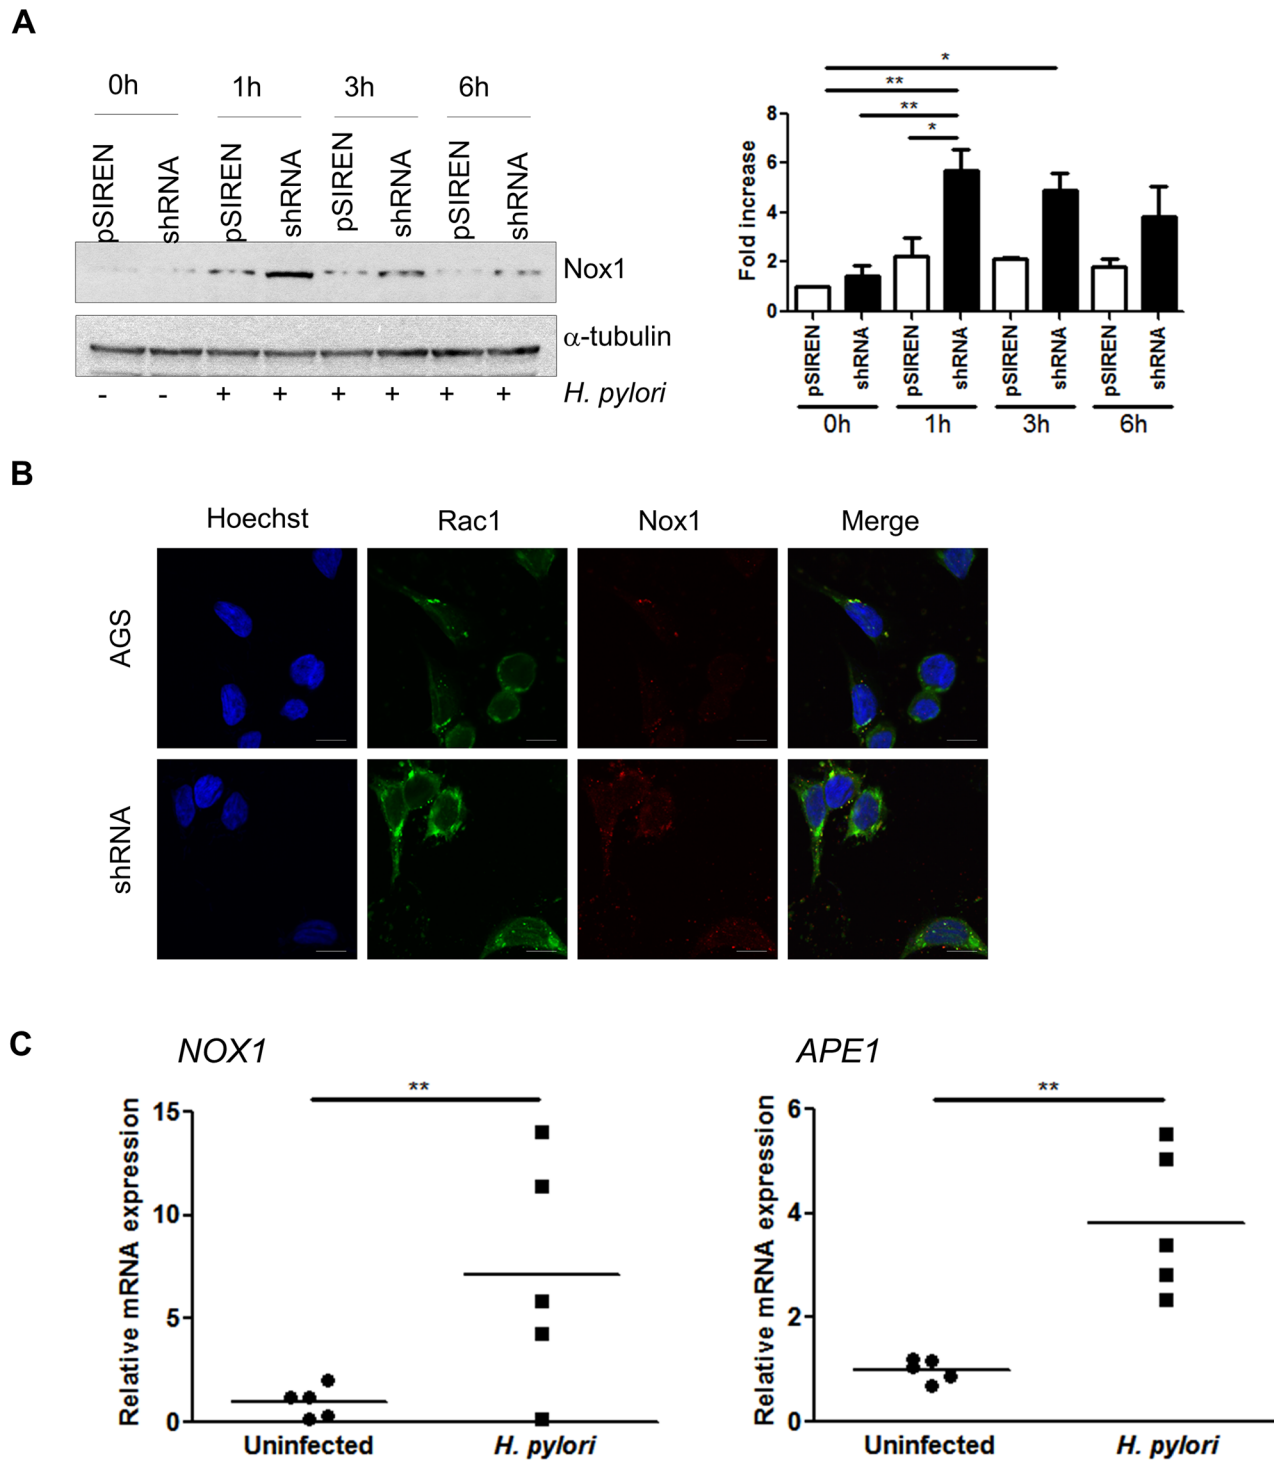 A
0h 1h 3h 6h
pSIREN shRNA pSIREN shRNA pSIREN shRNA pSIREN shRNA
Nox1
α-tubulin
- - + + + + + + H. pylori
*
**
**
*
Fold increase
8
6
4
2
0
pSIREN shRNA pSIREN shRNA pSIREN shRNA pSIREN shRNA
0h 1h 3h 6h
B
Hoechst Rac1 Nox1 Merge
AGS
shRNA
C
NOX1
**
Relative mRNA expression
15
10
5
0
Uninfected H. pylori
APE1
**
Relative mRNA expression
6
4
2
0
Uninfected H. pylori